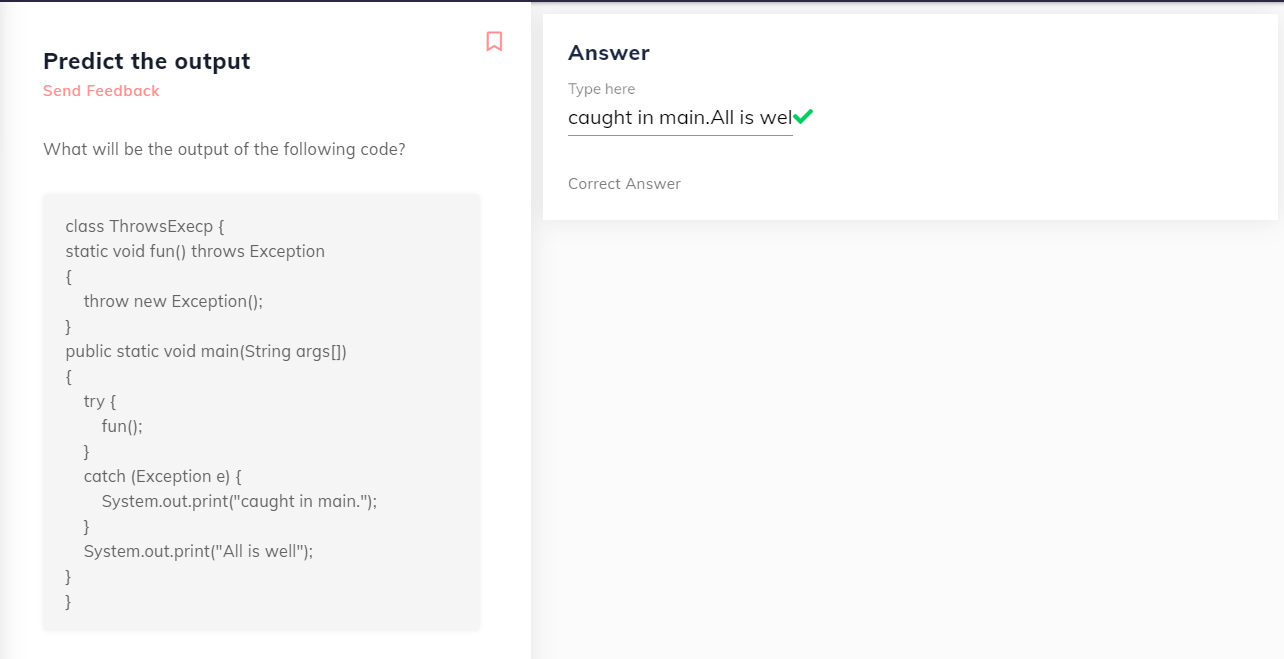 Predict the output
Send Feedback
What will be the output of the following code?
class ThrowsExecp {
static void fun() throws Exception
{
    throw new Exception();
}
public static void main(String args[])
{
    try {
        fun();
    }
    catch (Exception e) {
        System.out.print("caught in main.");
    }
    System.out.print("All is well");
}
}
Answer
Type here
caught in main.All is wel
Correct Answer